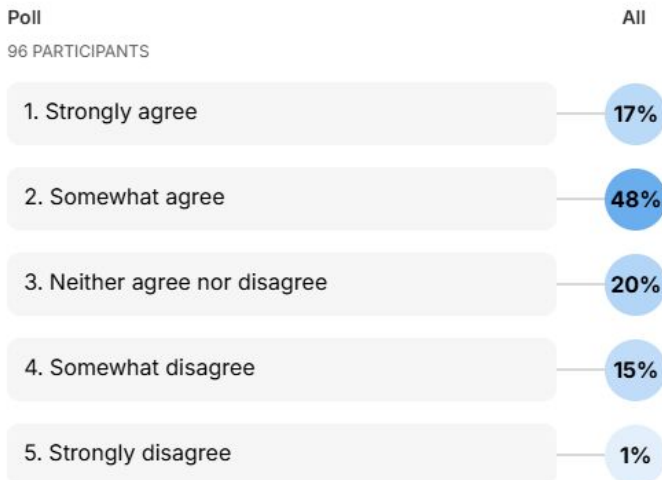 Poll All
96 PARTICIPANTS
1. Strongly agree 17%
2. Somewhat agree 48%
3. Neither agree nor disagree 20%
4. Somewhat disagree 15%
5. Strongly disagree 1%